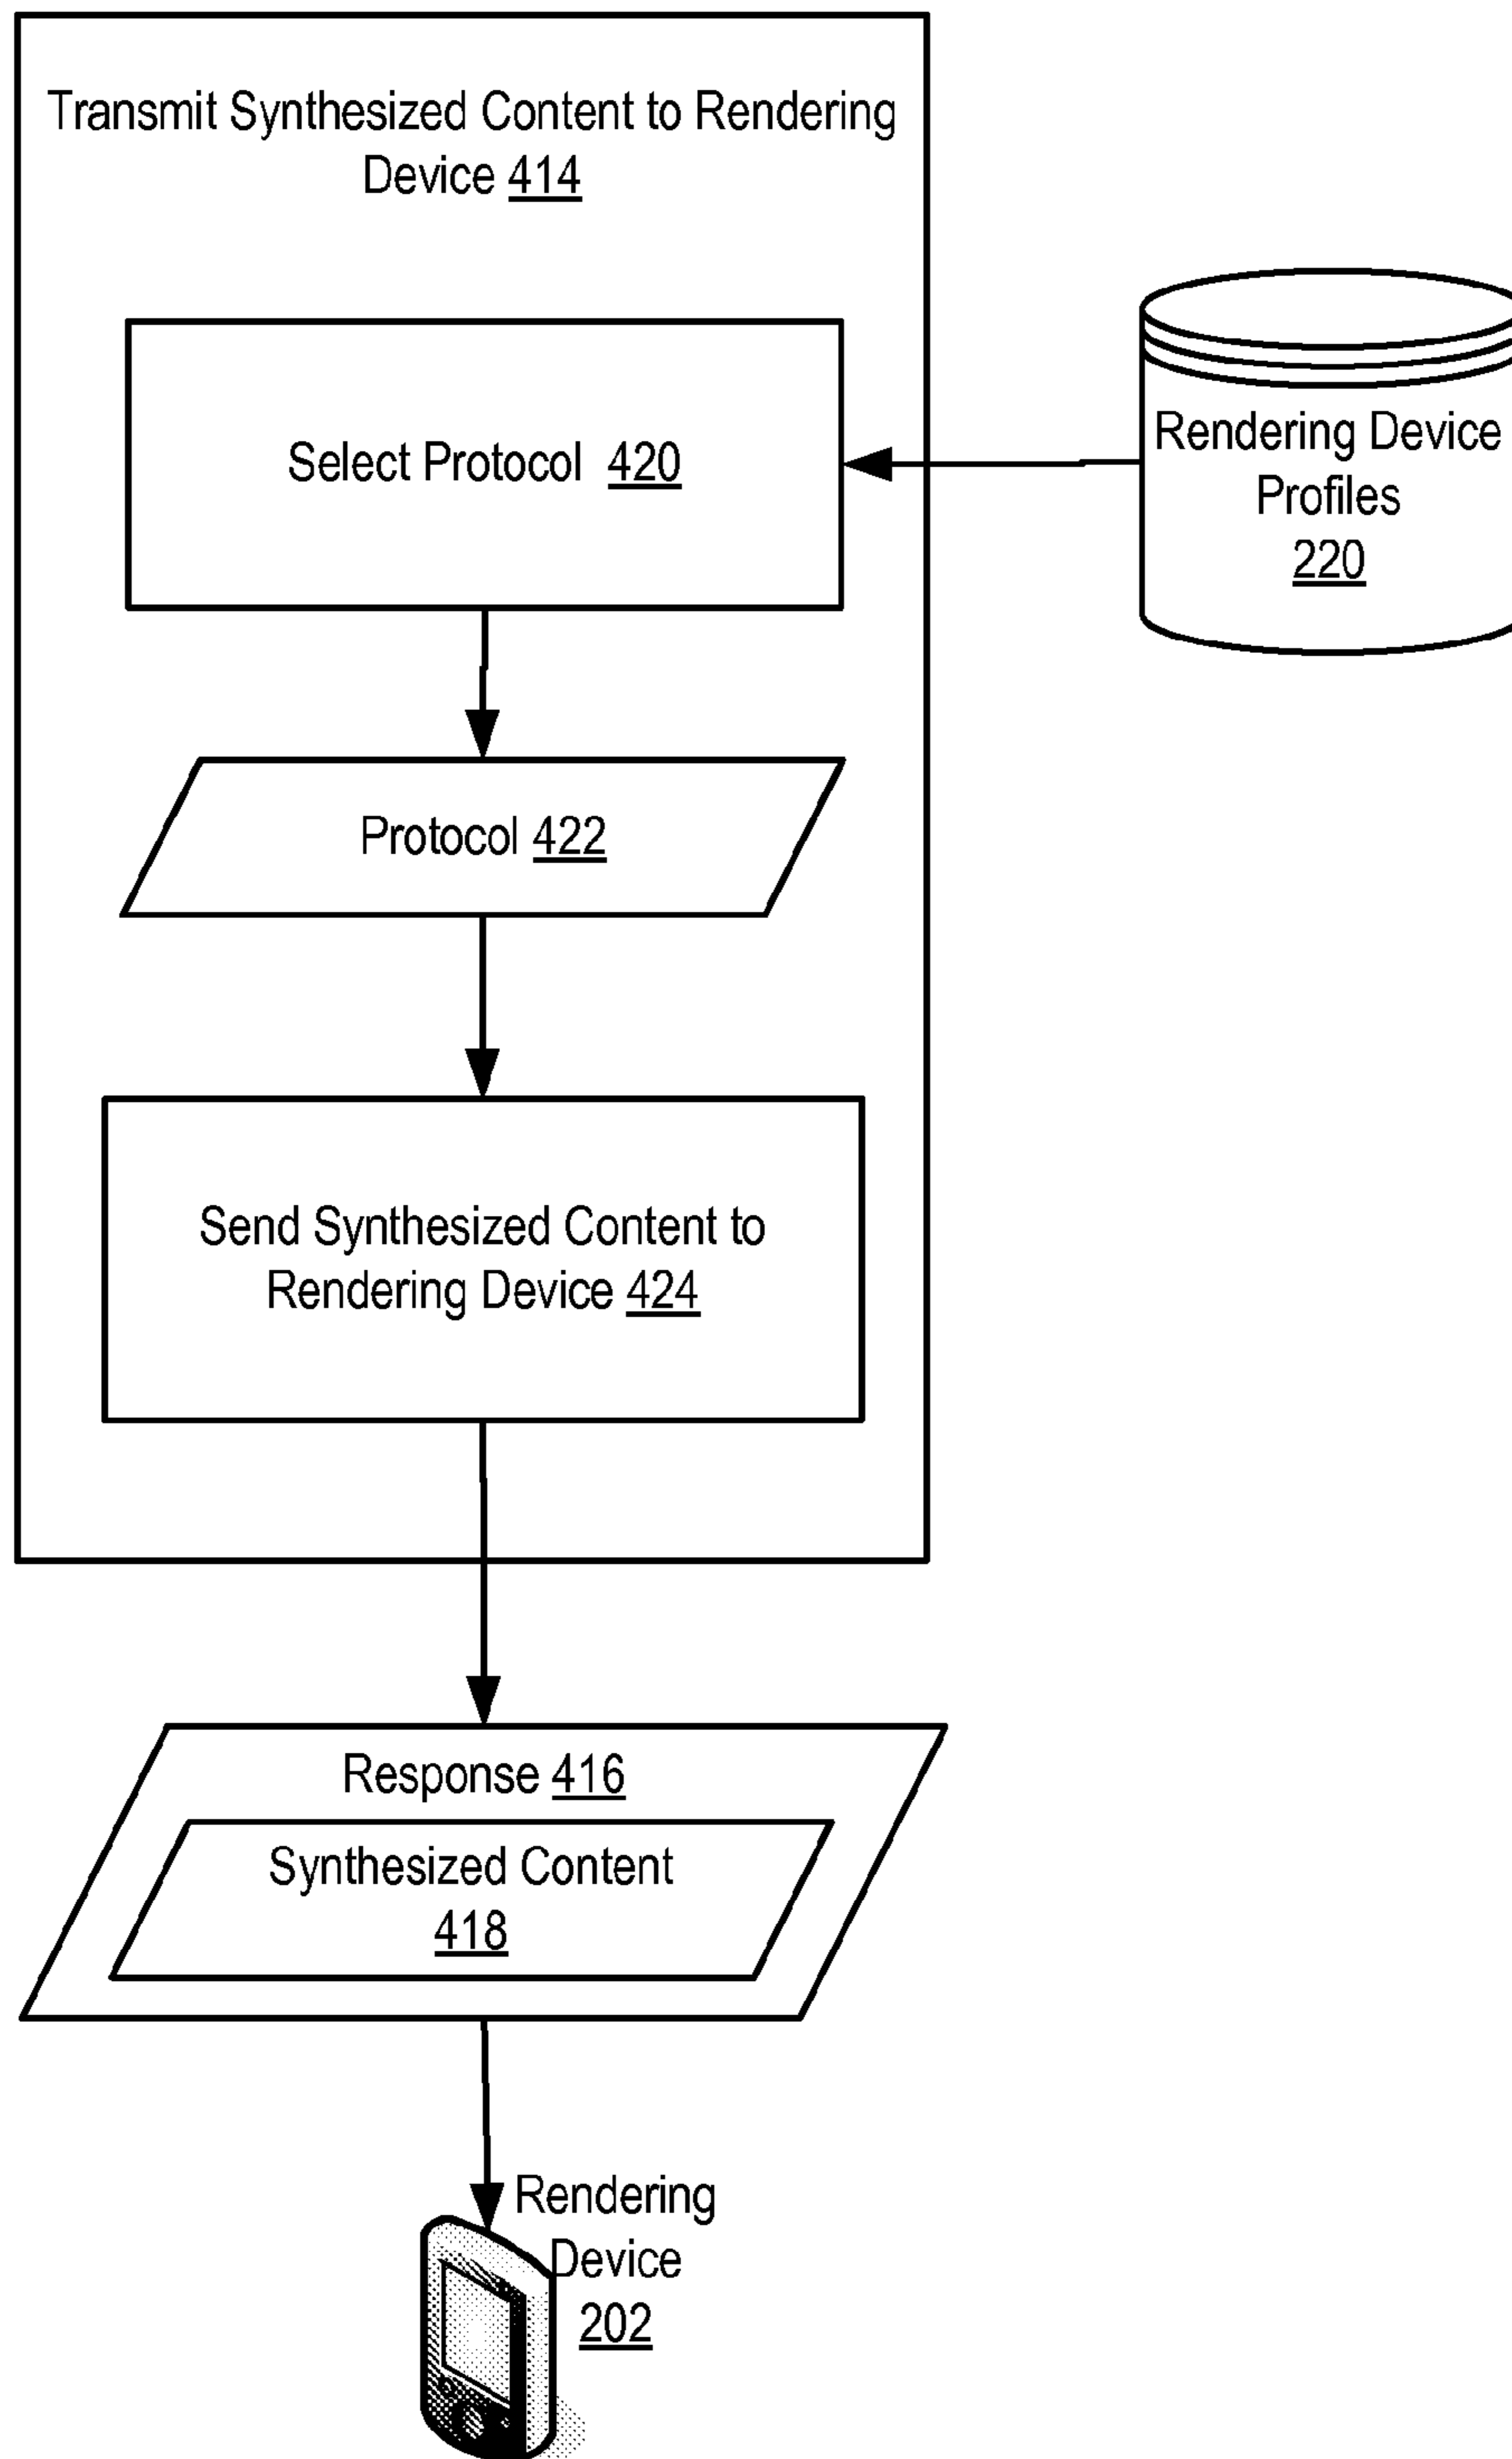 Transmit Synthesized Content to Rendering
Device 414
Select Protocol 420
Rendering Device
Profiles
220
Protocol 422
Send Synthesized Content to
Rendering Device 424
Response 416
Synthesized Content
418
Rendering
Device
202